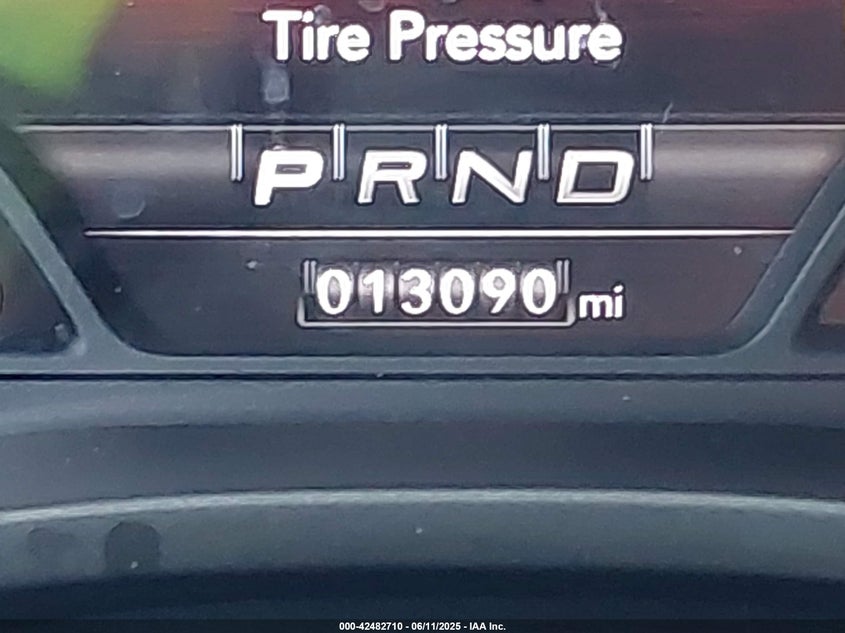 Tire Pressure
PRND
013090 mi
000-42482710 - 06/11/2025 - IAA Inc.